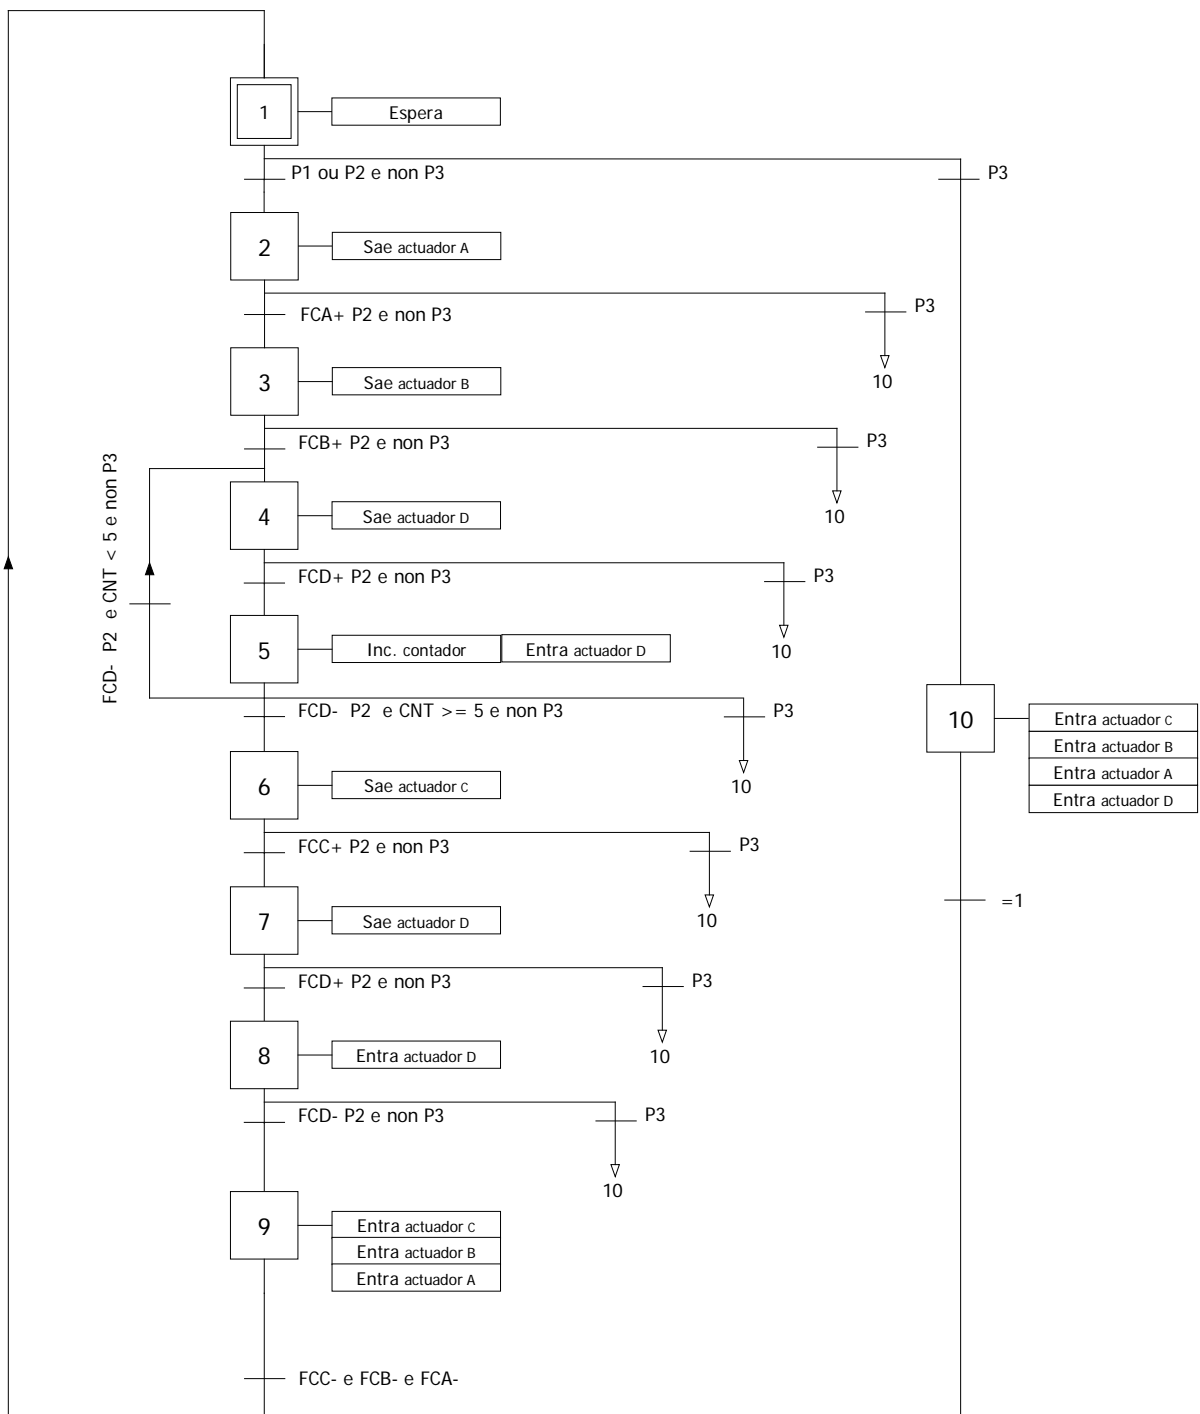 1
Espera
P1 ou P2 e non P3
P3
2
Sae actuador A
FCA+ P2 e non P3
P3
10
3
Sae actuador B
FCB+ P2 e non P3
P3
10
FCD- P2 e CNT < 5 e non P3
4
Sae actuador D
FCD+ P2 e non P3
P3
10
5
Inc. contador
Entra actuador D
FCD- P2 e CNT >= 5 e non P3
P3
10
10
Entra actuador C
Entra actuador B
Entra actuador A
Entra actuador D
6
Sae actuador C
FCC+ P2 e non P3
P3
10
=1
7
Sae actuador D
FCD+ P2 e non P3
P3
10
8
Entra actuador D
FCD- P2 e non P3
P3
10
9
Entra actuador C
Entra actuador B
Entra actuador A
FCC- e FCB- e FCA-